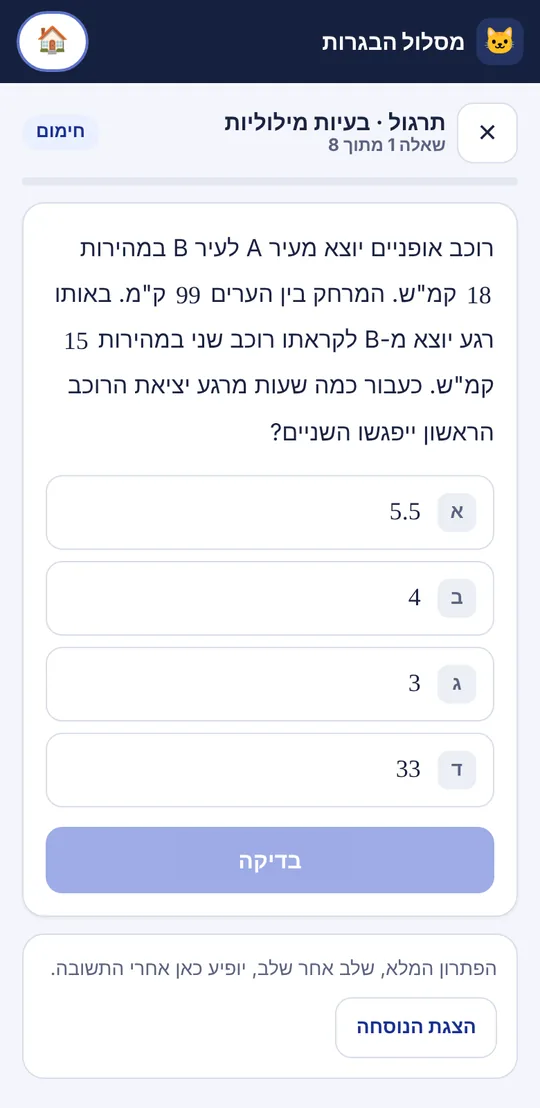 מסלול הבגרות
תרגול · בעיות מילוליות
שאלה 1 מתוך 8
חימום
רוכב אופניים יוצא מעיר A לעיר B במהירות
18 קמ"ש. המרחק בין הערים 99 ק"מ. באותו
רגע יוצא מ-B לקראתו רוכב שני במהירות 15
קמ"ש. כעבור כמה שעות מרגע יציאת הרוכב
הראשון ייפגשו השניים?
א 5.5
ב 4
ג 3
ד 33
בדיקה
הפתרון המלא, שלב אחר שלב, יופיע כאן אחרי התשובה.
הצגת הנוסחה